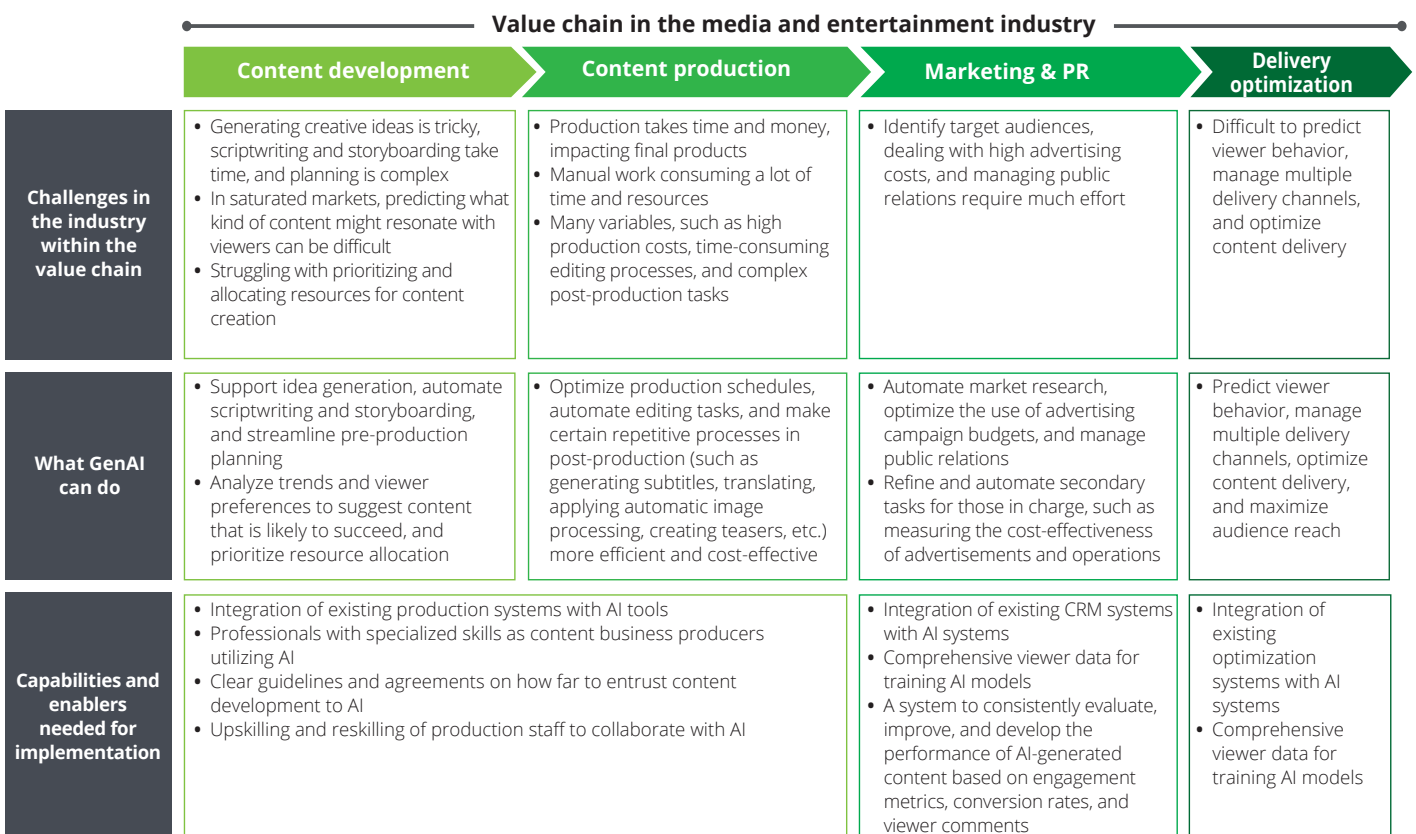 Value chain in the media and entertainment industry
Content development
Content production
Marketing & PR
Delivery
optimization
Challenges in
the industry
within the
value chain
• Generating creative ideas is tricky,
scriptwriting and storyboarding take
time, and planning is complex
• In saturated markets, predicting what
kind of content might resonate with
viewers can be difficult
• Struggling with prioritizing and
allocating resources for content
creation
• Production takes time and money,
impacting final products
• Manual work consuming a lot of
time and resources
• Many variables, such as high
production costs, time-consuming
editing processes, and complex
post-production tasks
• Identify target audiences,
dealing with high advertising
costs, and managing public
relations require much effort
• Difficult to predict
viewer behavior,
manage multiple
delivery channels,
and optimize
content delivery
What GenAI
can do
• Support idea generation, automate
scriptwriting and storyboarding,
and streamline pre-production
planning
• Analyze trends and viewer
preferences to suggest content
that is likely to succeed, and
prioritize resource allocation
• Optimize production schedules,
automate editing tasks, and make
certain repetitive processes in
post-production (such as
generating subtitles, translating,
applying automatic image
processing, creating teasers, etc.)
more efficient and cost-effective
• Automate market research,
optimize the use of advertising
campaign budgets, and manage
public relations
• Refine and automate secondary
tasks for those in charge, such as
measuring the cost-effectiveness
of advertisements and operations
• Predict viewer
behavior, manage
multiple delivery
channels, optimize
content delivery,
and maximize
audience reach
Capabilities and
enablers
needed for
implementation
• Integration of existing production systems with AI tools
• Professionals with specialized skills as content business producers
utilizing AI
• Clear guidelines and agreements on how far to entrust content
development to AI
• Upskilling and reskilling of production staff to collaborate with AI
• Integration of existing CRM systems
with AI systems
• Comprehensive viewer data for
training AI models
• A system to consistently evaluate,
improve, and develop the
performance of AI-generated
content based on engagement
metrics, conversion rates, and
viewer comments
• Integration of
existing
optimization
systems with AI
systems
• Comprehensive
viewer data for
training AI models